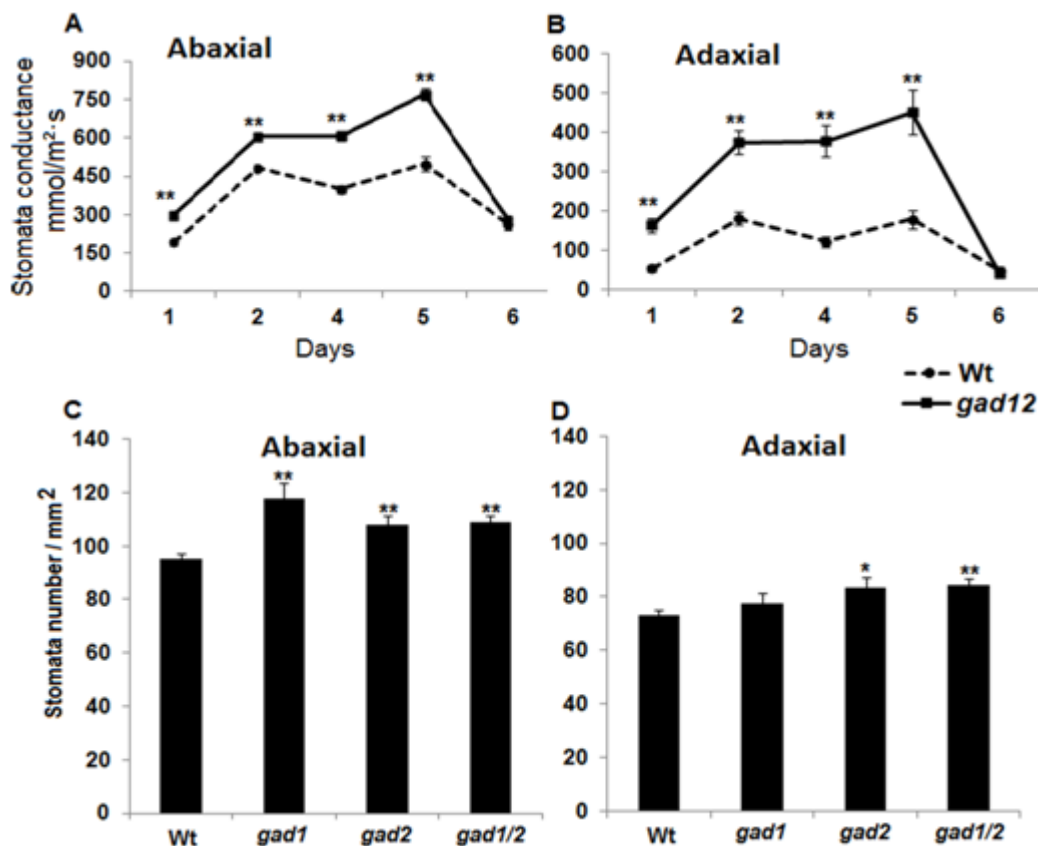 A
Abaxial
Stomata conductance
mmol/m²·s
900
750
600
450
300
150
0
**
**
**
**
1
2
4
5
6
Days
B
Adaxial
600
500
400
300
200
100
0
**
**
**
**
1
2
4
5
6
Days
Wt
gad12
C
Abaxial
Stomata number / mm²
140
120
100
80
60
40
20
0
**
**
**
Wt
gad1
gad2
gad1/2
D
Adaxial
140
120
100
80
60
40
20
0
*
**
Wt
gad1
gad2
gad1/2